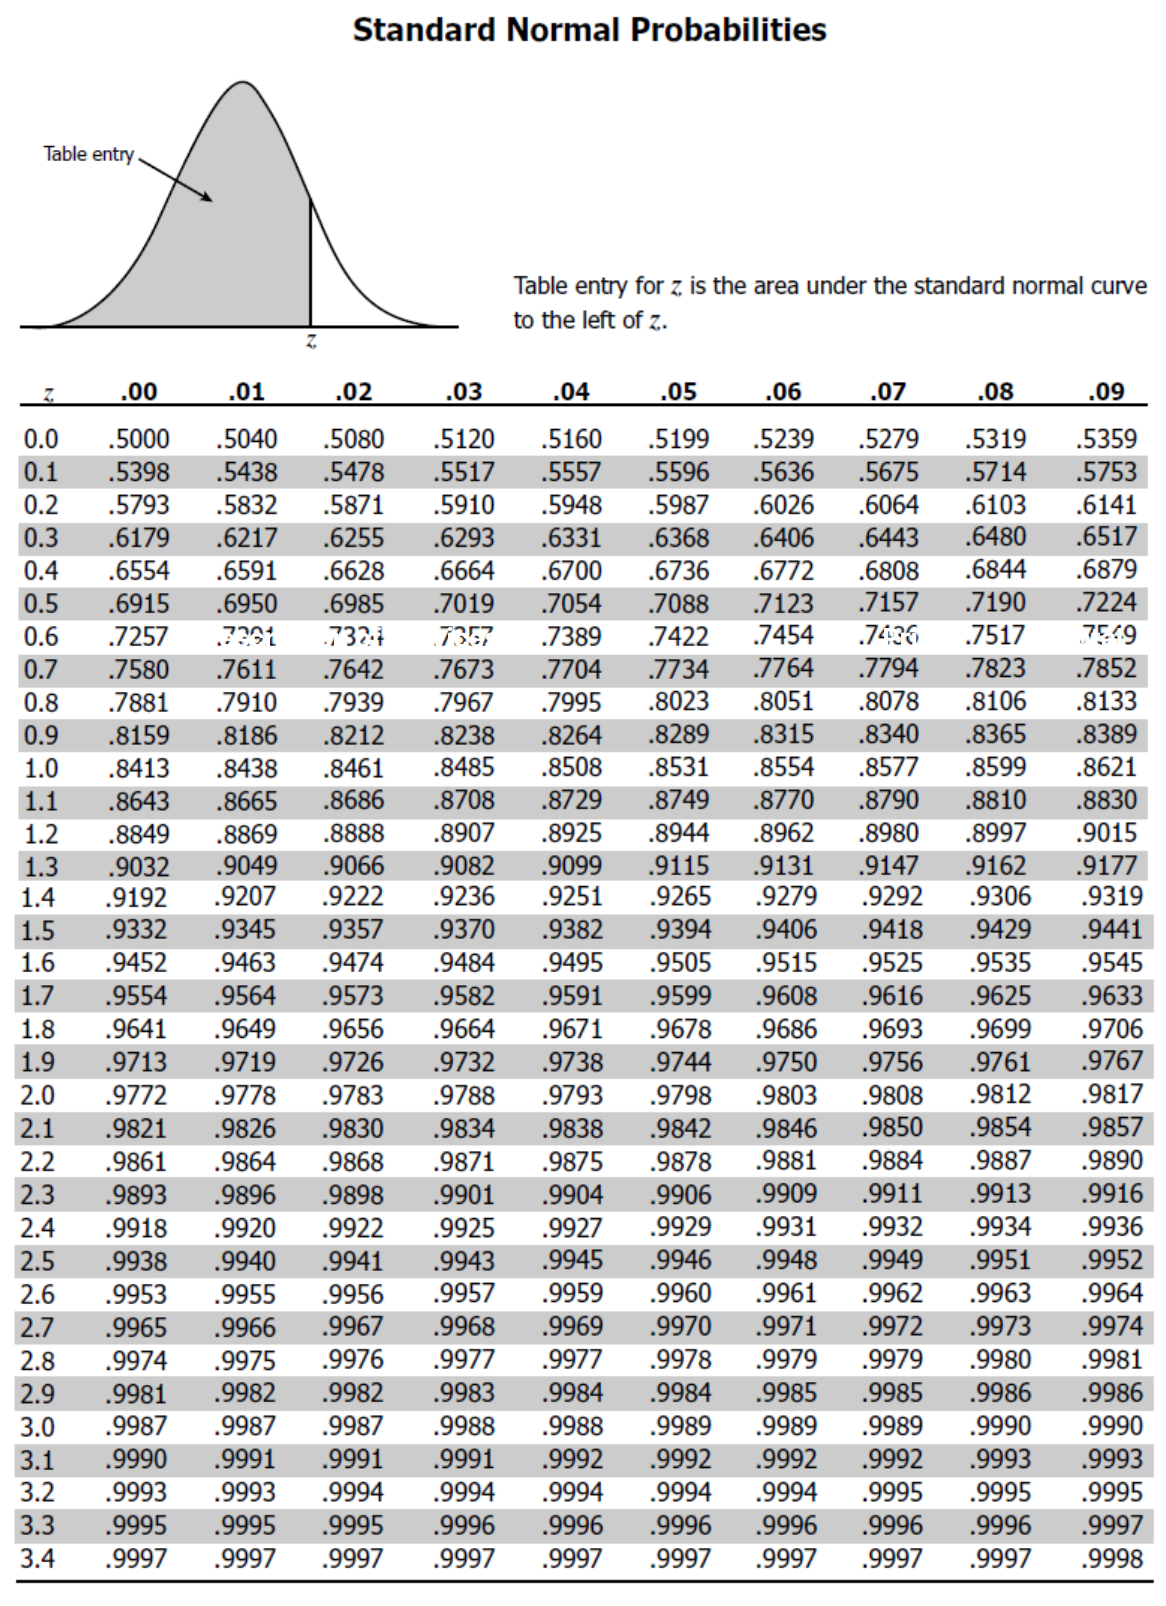 Standard Normal Probabilities
Table entry
Table entry for z is the area under the standard normal curve
to the left of z.
z
z .00 .01 .02 .03 .04 .05 .06 .07 .08 .09
0.0 .5000 .5040 .5080 .5120 .5160 .5199 .5239 .5279 .5319 .5359
0.1 .5398 .5438 .5478 .5517 .5557 .5596 .5636 .5675 .5714 .5753
0.2 .5793 .5832 .5871 .5910 .5948 .5987 .6026 .6064 .6103 .6141
0.3 .6179 .6217 .6255 .6293 .6331 .6368 .6406 .6443 .6480 .6517
0.4 .6554 .6591 .6628 .6664 .6700 .6736 .6772 .6808 .6844 .6879
0.5 .6915 .6950 .6985 .7019 .7054 .7088 .7123 .7157 .7190 .7224
0.6 .7257 .7389 .7422 .7454 .7517
0.7 .7580 .7611 .7642 .7673 .7704 .7734 .7764 .7794 .7823 .7852
0.8 .7881 .7910 .7939 .7967 .7995 .8023 .8051 .8078 .8106 .8133
0.9 .8159 .8186 .8212 .8238 .8264 .8289 .8315 .8340 .8365 .8389
1.0 .8413 .8438 .8461 .8485 .8508 .8531 .8554 .8577 .8599 .8621
1.1 .8643 .8665 .8686 .8708 .8729 .8749 .8770 .8790 .8810 .8830
1.2 .8849 .8869 .8888 .8907 .8925 .8944 .8962 .8980 .8997 .9015
1.3 .9032 .9049 .9066 .9082 .9099 .9115 .9131 .9147 .9162 .9177
1.4 .9192 .9207 .9222 .9236 .9251 .9265 .9279 .9292 .9306 .9319
1.5 .9332 .9345 .9357 .9370 .9382 .9394 .9406 .9418 .9429 .9441
1.6 .9452 .9463 .9474 .9484 .9495 .9505 .9515 .9525 .9535 .9545
1.7 .9554 .9564 .9573 .9582 .9591 .9599 .9608 .9616 .9625 .9633
1.8 .9641 .9649 .9656 .9664 .9671 .9678 .9686 .9693 .9699 .9706
1.9 .9713 .9719 .9726 .9732 .9738 .9744 .9750 .9756 .9761 .9767
2.0 .9772 .9778 .9783 .9788 .9793 .9798 .9803 .9808 .9812 .9817
2.1 .9821 .9826 .9830 .9834 .9838 .9842 .9846 .9850 .9854 .9857
2.2 .9861 .9864 .9868 .9871 .9875 .9878 .9881 .9884 .9887 .9890
2.3 .9893 .9896 .9898 .9901 .9904 .9906 .9909 .9911 .9913 .9916
2.4 .9918 .9920 .9922 .9925 .9927 .9929 .9931 .9932 .9934 .9936
2.5 .9938 .9940 .9941 .9943 .9945 .9946 .9948 .9949 .9951 .9952
2.6 .9953 .9955 .9956 .9957 .9959 .9960 .9961 .9962 .9963 .9964
2.7 .9965 .9966 .9967 .9968 .9969 .9970 .9971 .9972 .9973 .9974
2.8 .9974 .9975 .9976 .9977 .9977 .9978 .9979 .9979 .9980 .9981
2.9 .9981 .9982 .9982 .9983 .9984 .9984 .9985 .9985 .9986 .9986
3.0 .9987 .9987 .9987 .9988 .9988 .9989 .9989 .9989 .9990 .9990
3.1 .9990 .9991 .9991 .9991 .9992 .9992 .9992 .9992 .9993 .9993
3.2 .9993 .9993 .9994 .9994 .9994 .9994 .9994 .9995 .9995 .9995
3.3 .9995 .9995 .9995 .9996 .9996 .9996 .9996 .9996 .9996 .9997
3.4 .9997 .9997 .9997 .9997 .9997 .9997 .9997 .9997 .9997 .9998